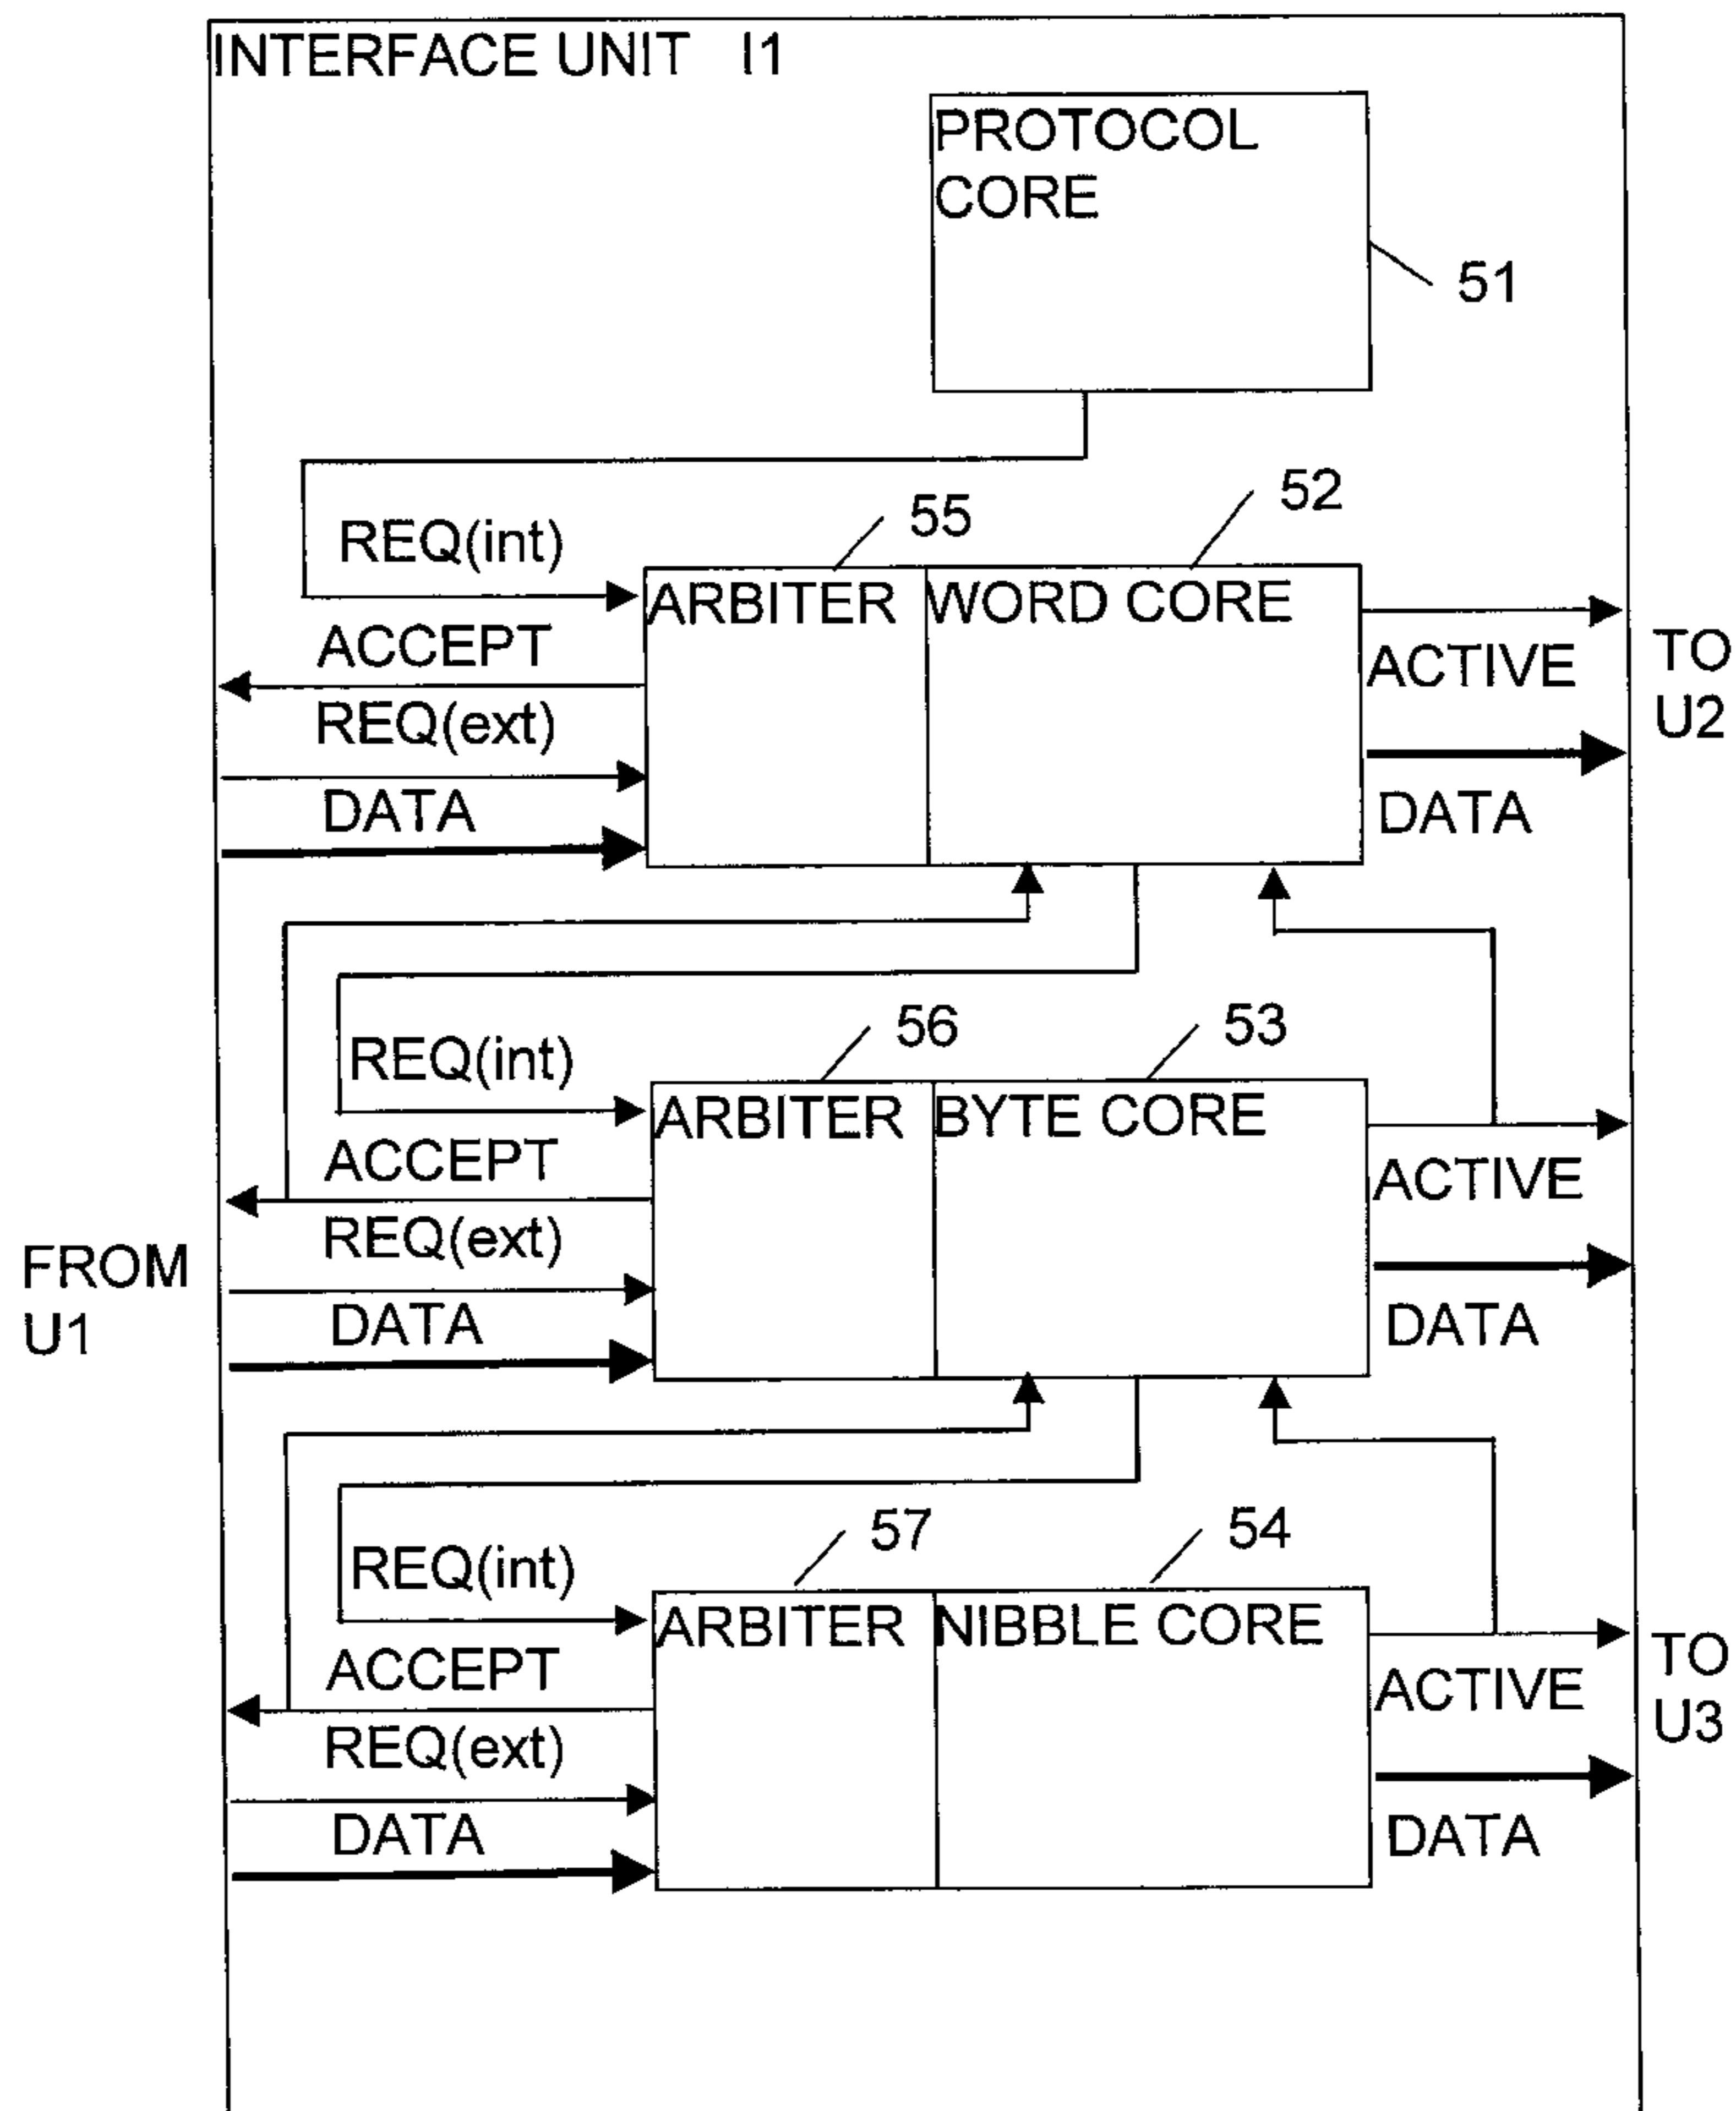 INTERFACE UNIT I1
PROTOCOL
CORE
51
REQ(int)
55
52
ARBITER
WORD CORE
ACCEPT
REQ(ext)
DATA
ACTIVE
DATA
TO
U2
REQ(int)
56
53
ARBITER
BYTE CORE
ACCEPT
REQ(ext)
DATA
ACTIVE
DATA
FROM
U1
REQ(int)
57
54
ARBITER
NIBBLE CORE
ACCEPT
REQ(ext)
DATA
ACTIVE
DATA
TO
U3